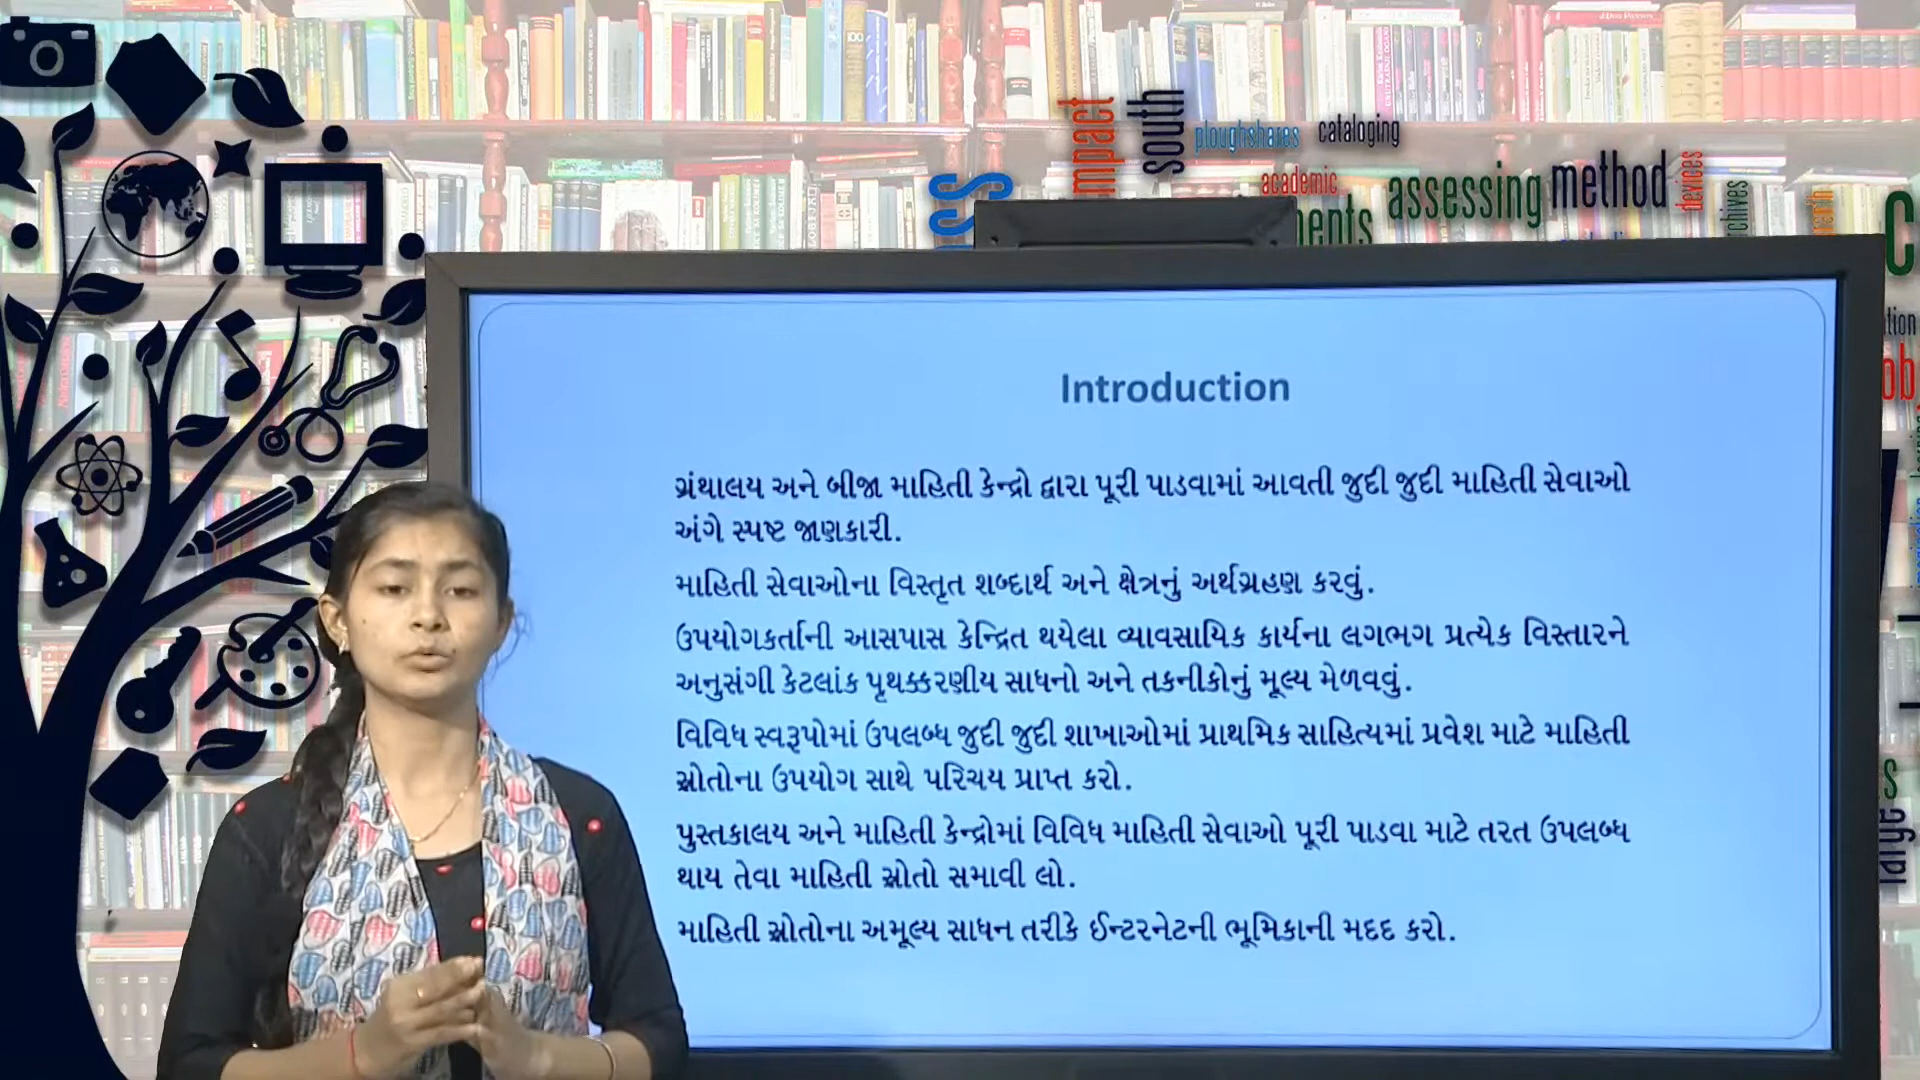 impact
south
ploughshares
cataloging
academic
assessing
method
devices
Introduction
ગ્રંથાલય અને બીજા માહિતી કેન્દ્રો દ્વારા પૂરી પાડવામાં આવતી જુદી જુદી માહિતી સેવાઓ
અંગે સ્પષ્ટ જાણકારી.
માહિતી સેવાઓના વિસ્તૃત શબ્દાર્થ અને ક્ષેત્રનું અર્થગ્રહણ કરવું.
ઉપયોગકર્તાની આસપાસ કેન્દ્રિત થયેલા વ્યાવસાયિક કાર્યના લગભગ પ્રત્યેક વિસ્તારને
અનુસંગી કેટલાંક પૃથક્કરણીય સાધનો અને તકનીકોનું મૂલ્ય મેળવવું.
વિવિધ સ્વરૂપોમાં ઉપલબ્ધ જુદી જુદી શાખાઓમાં પ્રાથમિક સાહિત્યમાં પ્રવેશ માટે માહિતી
સ્રોતોના ઉપયોગ સાથે પરિચય પ્રાપ્ત કરો.
પુસ્તકાલય અને માહિતી કેન્દ્રોમાં વિવિધ માહિતી સેવાઓ પૂરી પાડવા માટે તરત ઉપલબ્ધ
થાય તેવા માહિતી સ્રોતો સમાવી લો.
માહિતી સ્રોતોના અમૂલ્ય સાધન તરીકે ઈન્ટરનેટની ભૂમિકાની મદદ કરો.